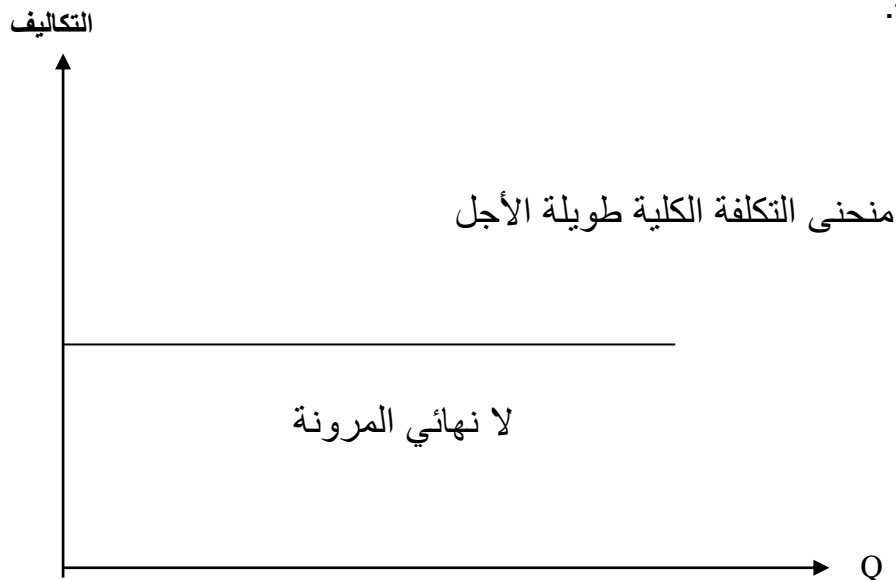 .
التكاليف
منحنى التكلفة الكلية طويلة الأجل
لا نهائي المرونة
Q